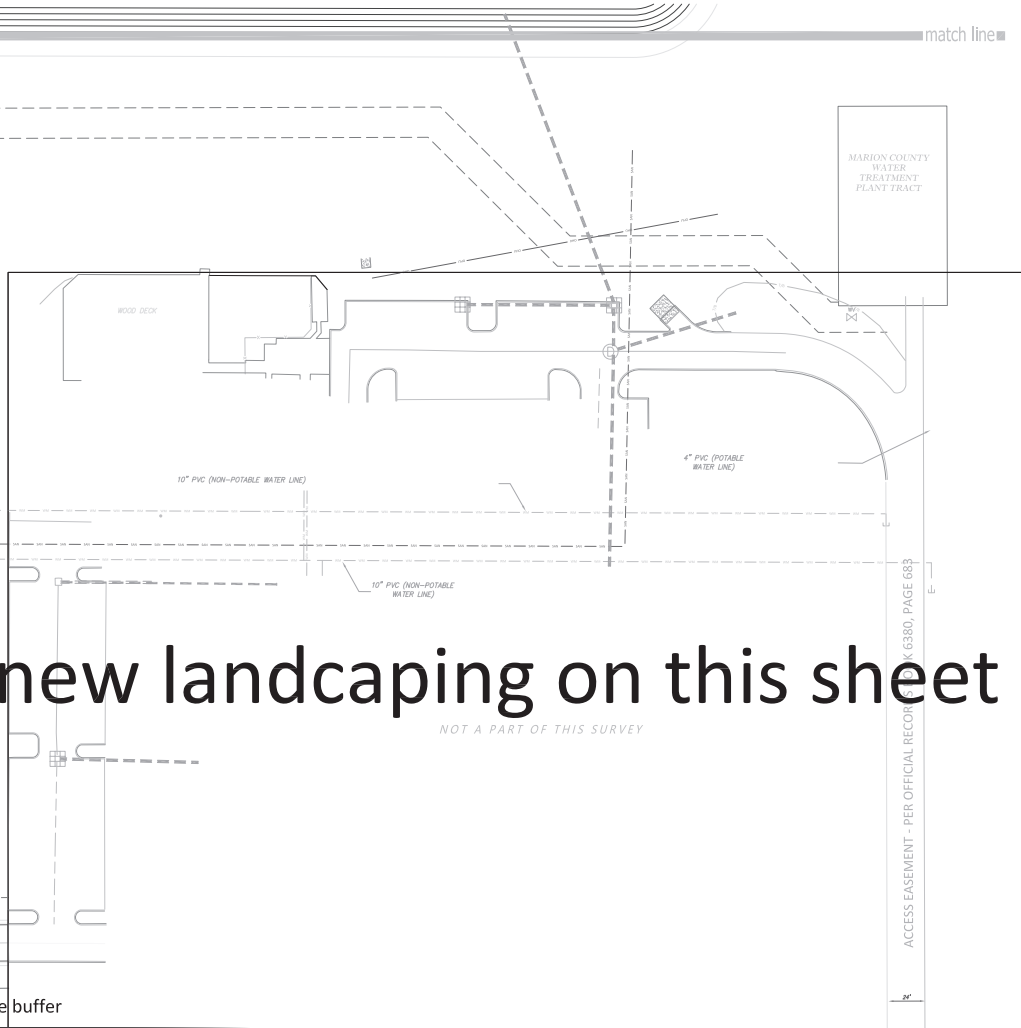 match line
MARION COUNTY
WATER
TREATMENT
PLANT TRACT
WOOD DECK
4" PVC (POTABLE
WATER LINE)
10" PVC (NON-POTABLE WATER LINE)
10" PVC (NON-POTABLE
WATER LINE)
new landcaping on this sheet
NOT A PART OF THIS SURVEY
ACCESS EASEMENT - PER OFFICIAL RECORDS BOOK 6380, PAGE 683
24'
e buffer